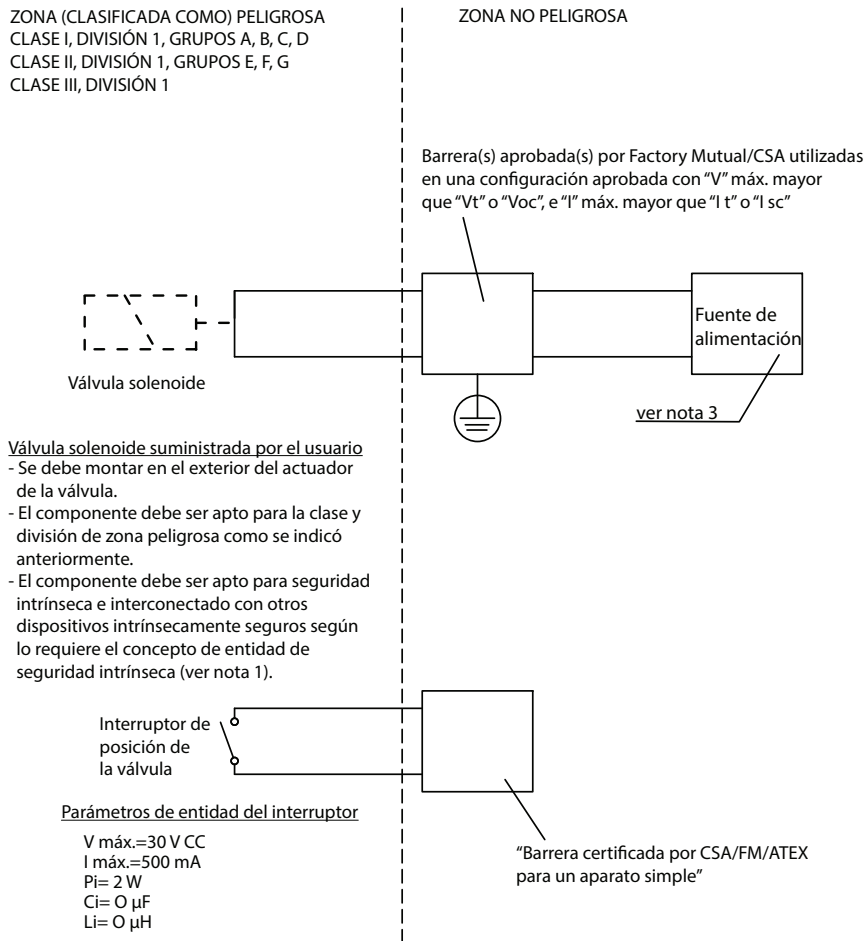 ZONA (CLASIFICADA COMO) PELIGROSA
CLASE I, DIVISIÓN 1, GRUPOS A, B, C, D
CLASE II, DIVISIÓN 1, GRUPOS E, F, G
CLASE III, DIVISIÓN 1
ZONA NO PELIGROSA
Barrera(s) aprobada(s) por Factory Mutual/CSA utilizadas
en una configuración aprobada con “V” máx. mayor
que “Vt” o “Voc”, e “I” máx. mayor que “I t” o “I sc”
Fuente de
alimentación
Válvula solenoide
ver nota 3
Válvula solenoide suministrada por el usuario
- Se debe montar en el exterior del actuador
de la válvula.
- El componente debe ser apto para la clase y
división de zona peligrosa como se indicó
anteriormente.
- El componente debe ser apto para seguridad
intrínseca e interconectado con otros
dispositivos intrínsecamente seguros según
lo requiere el concepto de entidad de
seguridad intrínseca (ver nota 1).
Interruptor de
posición de
la válvula
Parámetros de entidad del interruptor
V máx.=30 V CC
I máx.=500 mA
Pi= 2 W
Ci= O µF
Li= O µH
“Barrera certificada por CSA/FM/ATEX
para un aparato simple”